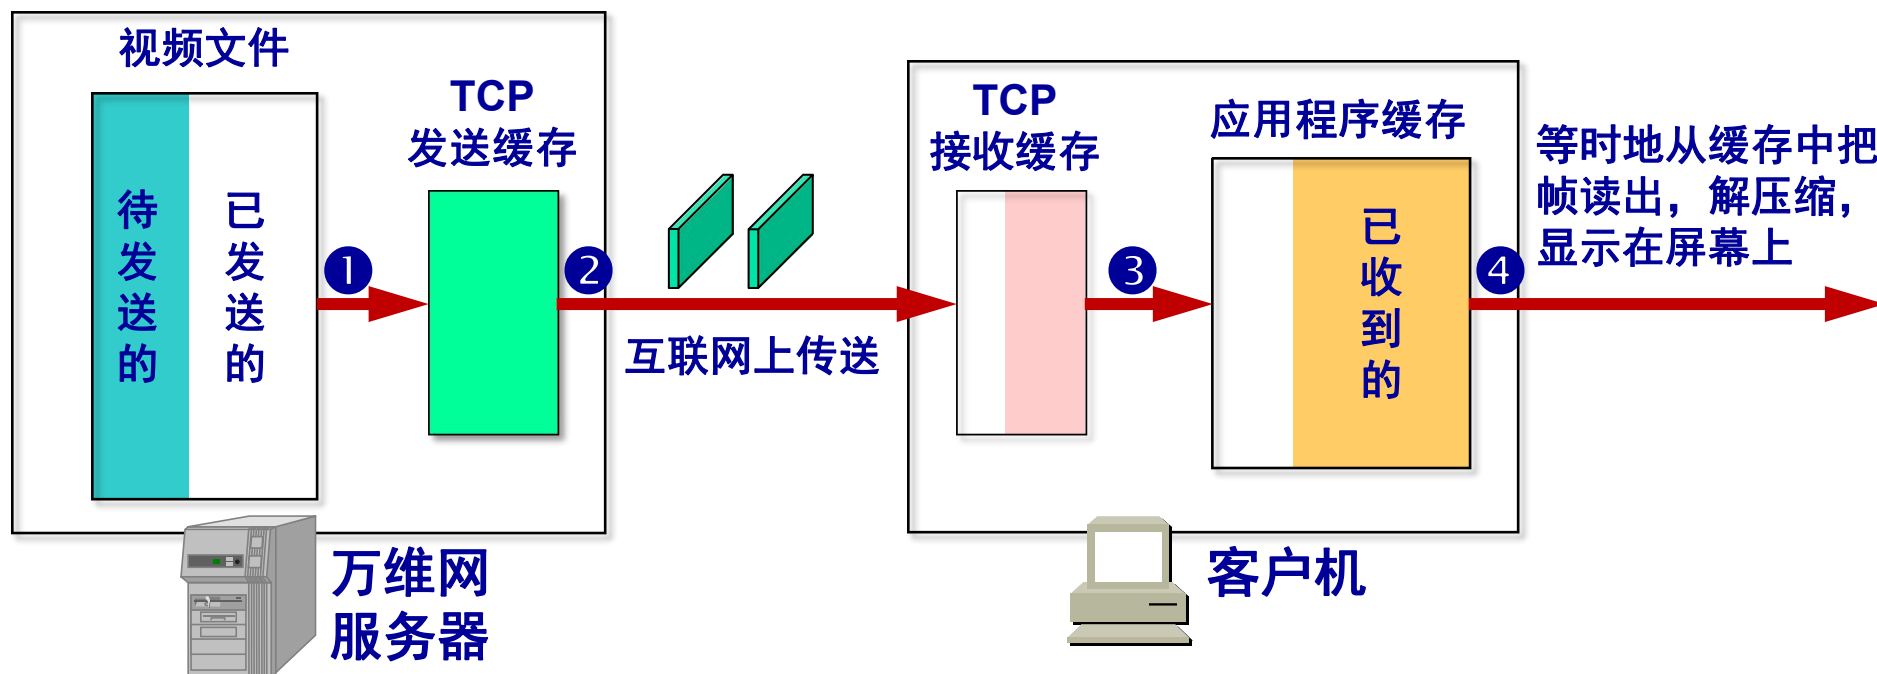 视频文件
待发送的
已发送的
❶
TCP
发送缓存
❷
互联网上传送
TCP
接收缓存
❸
应用程序缓存
已收到的
❹
等时地从缓存中把
帧读出，解压缩，
显示在屏幕上
万维网
服务器
客户机